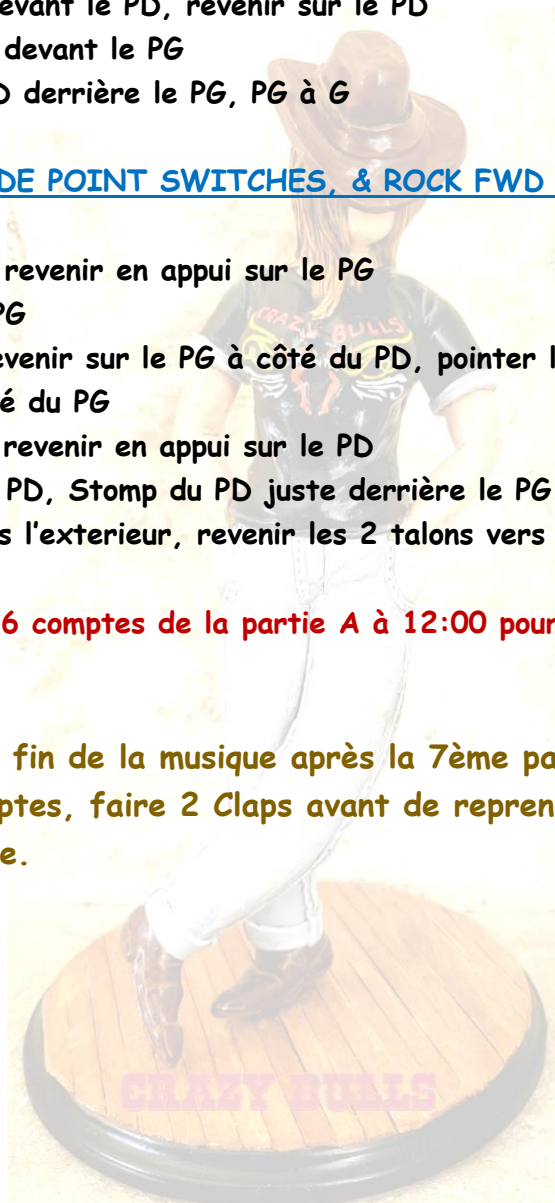 evant le PD, revenir sur le PD
devant le PG
derrière le PG, PG à G
DE POINT SWITCHES, & ROCK FWD
revenir en appui sur le PG
PG
evenir sur le PG à côté du PD, pointer l
é du PG
revenir en appui sur le PD
PD, Stomp du PD juste derrière le PG
s l'exterieur, revenir les 2 talons vers
6 comptes de la partie A à 12:00 pour
fin de la musique après la 7ème pa
ptes, faire 2 Claps avant de repren
e.
CRAZY BULLS
CRAZY BULLS